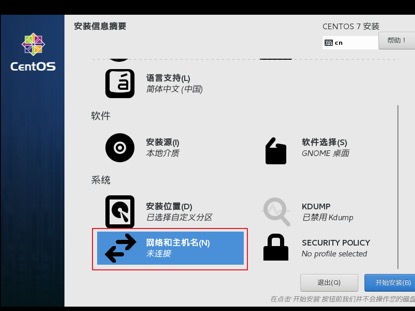 安装信息摘要
CENTOS 7 安装
cn
帮助！
CentOS
语言支持(L)
简体中文 (中国)
软件
安装源(I)
本地介质
软件选择(S)
GNOME 桌面
系统
安装位置(D)
已选择自定义分区
KDUMP
已禁用 Kdump
网络和主机名(N)
未连接
SECURITY POLICY
No profile selected
退出(Q)
开始安装(B)
在点击 开始安装 按钮前我们并不会操作您的磁盘